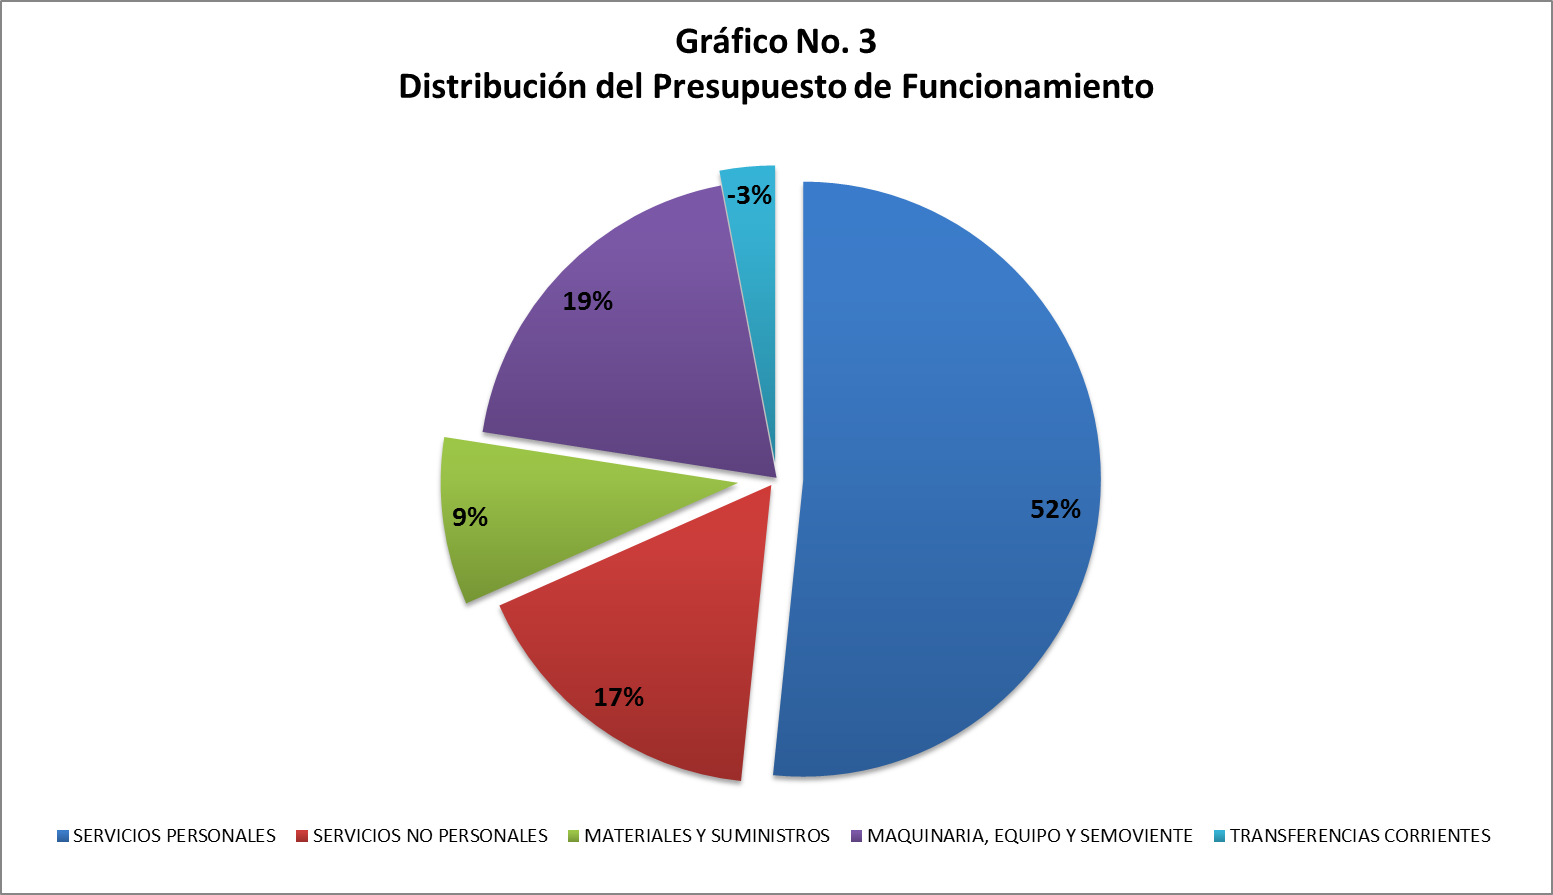 Gráfico No. 3
Distribución del Presupuesto de Funcionamiento
-3%
19%
52%
9%
17%
SERVICIOS PERSONALES SERVICIOS NO PERSONALES MATERIALES Y SUMINISTROS MAQUINARIA, EQUIPO Y SEMOVIENTE TRANSFERENCIAS CORRIENTES